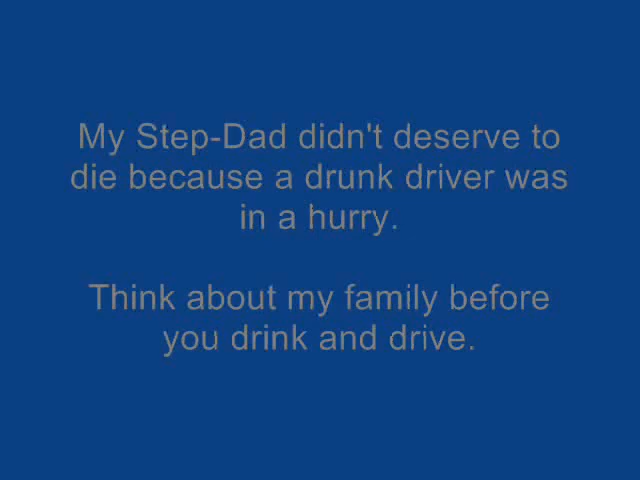 My Step-Dad didn't deserve to
die because a drunk driver was
in a hurry.
Think about my family before
you drink and drive.